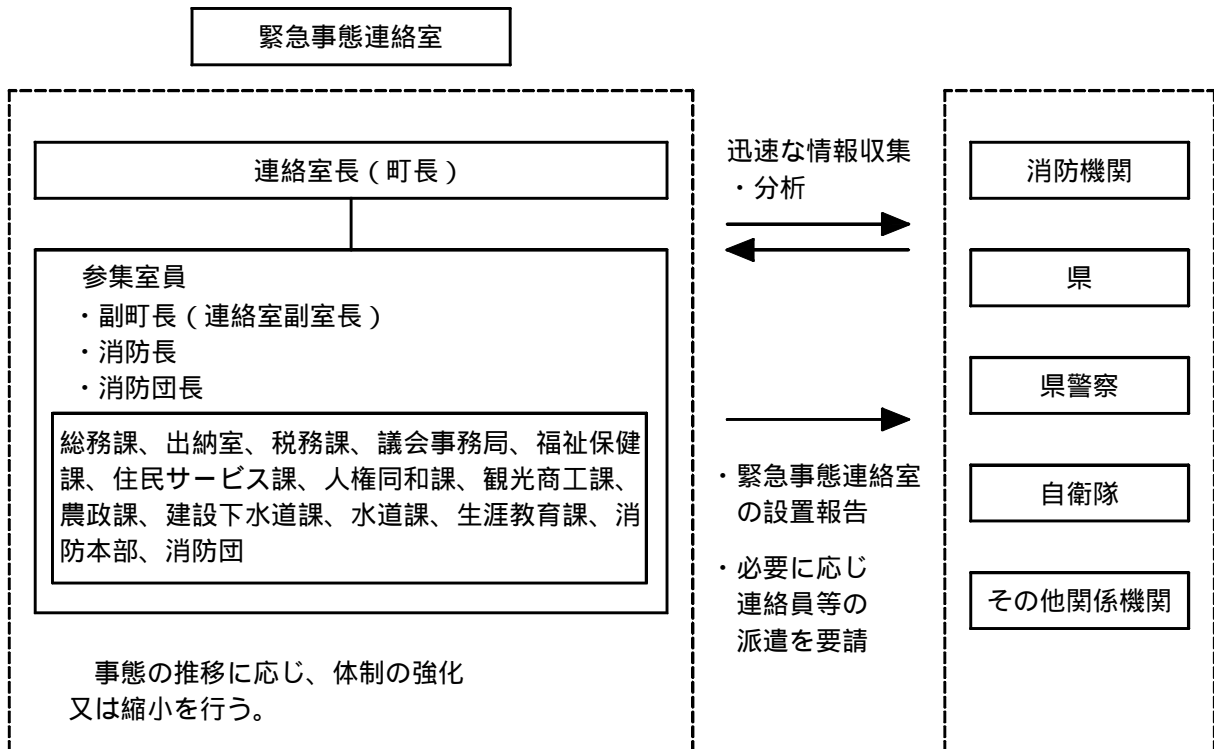 緊急事態連絡室
連絡室長(町長)
参集室員
・副町長(連絡室副室長)
・消防長
・消防団長
総務課、出納室、税務課、議会事務局、福祉保健
課、住民サービス課、人権同和課、観光商工課、
農政課、建設下水道課、水道課、生涯教育課、消
防本部、消防団
事態の推移に応じ、体制の強化
又は縮小を行う。
迅速な情報収集
・分析
・緊急事態連絡室
の設置報告
・必要に応じ
連絡員等の
派遣を要請
消防機関
県
県警察
自衛隊
その他関係機関